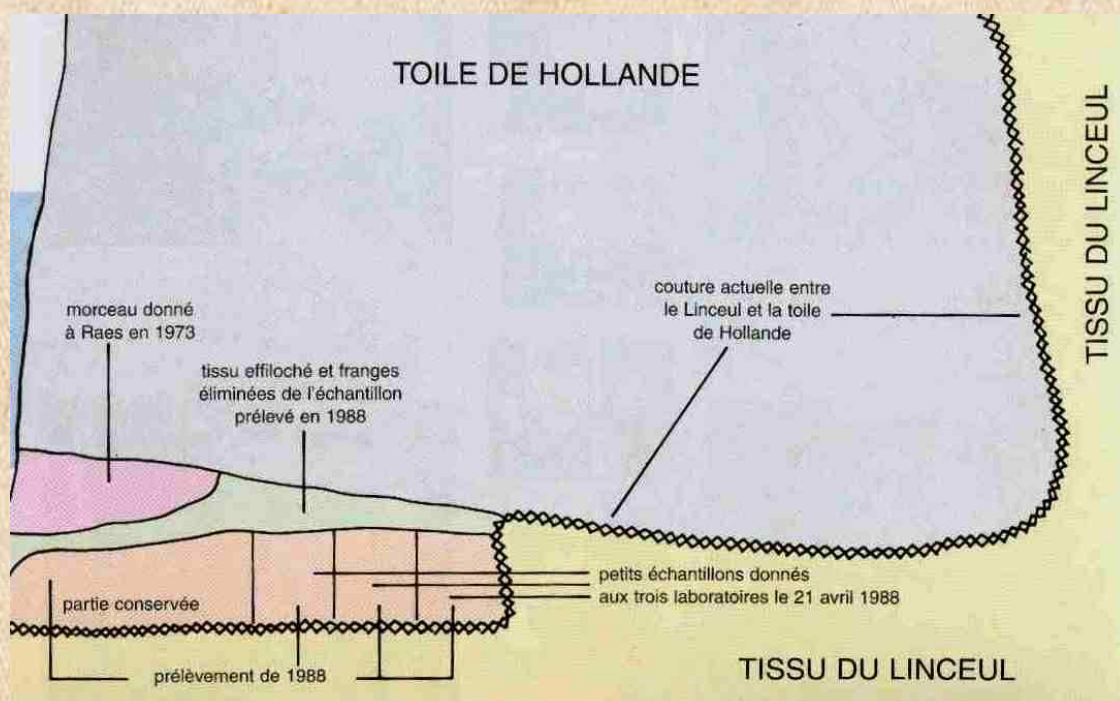 TOILE DE HOLLANDE
TISSU DU LINCEUL
couture actuelle entre
le Linceul et la toile
de Hollande
morceau donné
à Raes en 1973
tissu effiloché et franges
éliminées de l'échantillon
prélevé en 1988
petits échantillons donnés
aux trois laboratoires le 21 avril 1988
partie conservée
prélèvement de 1988
TISSU DU LINCEUL